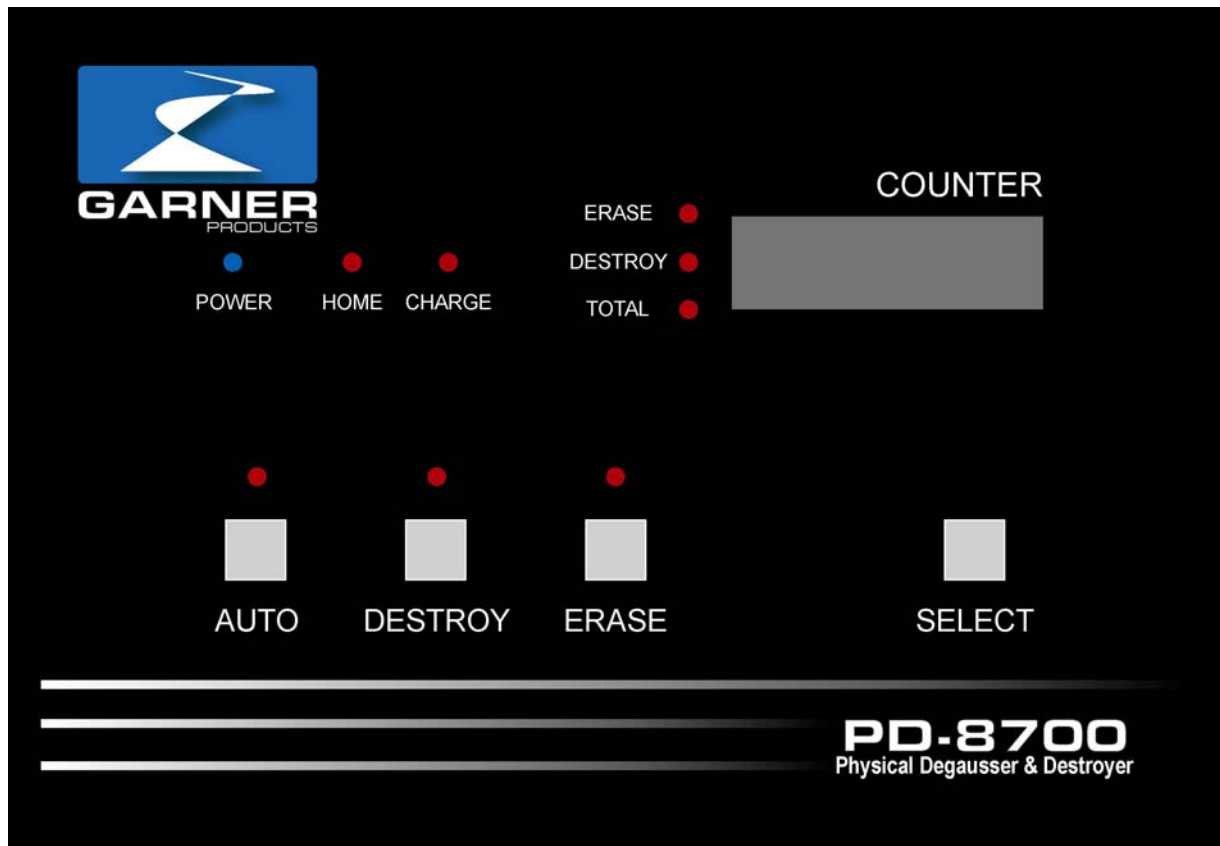 GARNER
PRODUCTS
COUNTER
ERASE
DESTROY
TOTAL
POWER HOME CHARGE
AUTO DESTROY ERASE SELECT
PD-8700
Physical Degausser & Destroyer